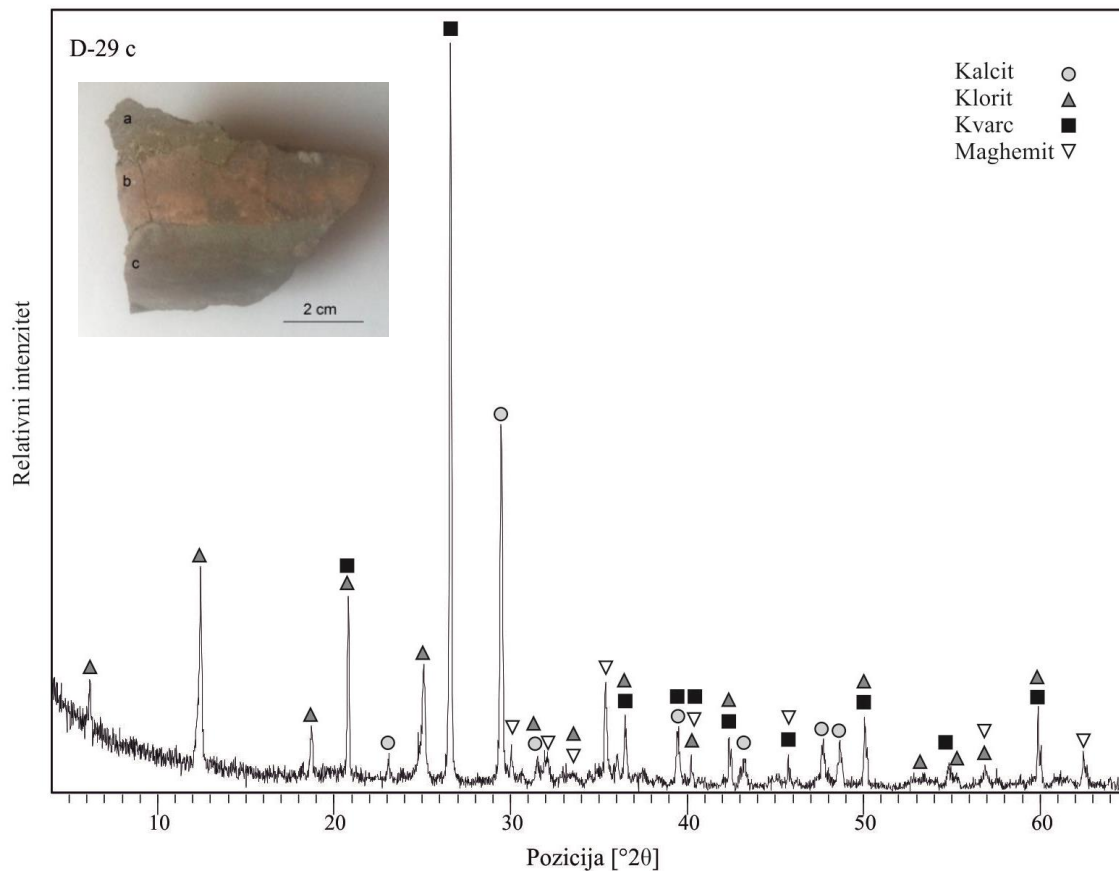 D-29 c
a
b
c
2 cm
Kalcit
Klorit
Kvarc
Maghemit
Relativni intenzitet
10 20 30 40 50 60
Pozicija [°2θ]